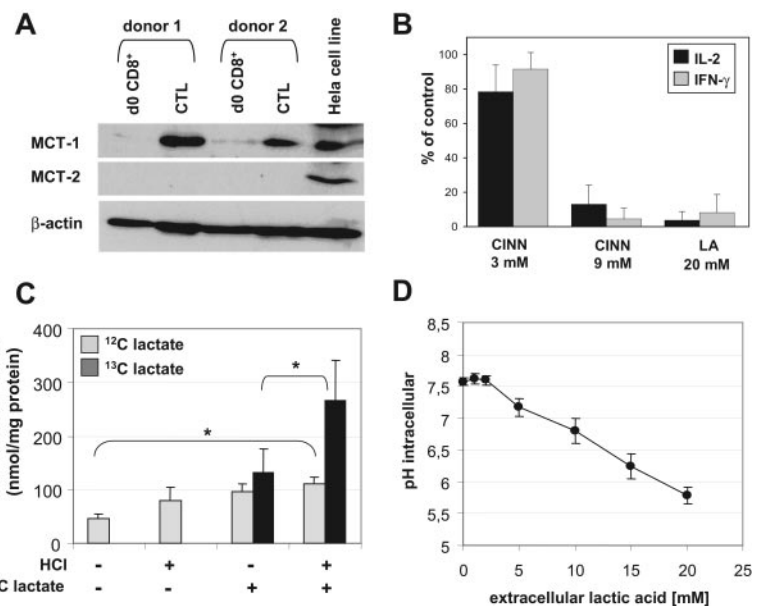 A
donor 1 donor 2
d0 CD8+
CTL
d0 CD8+
CTL
Hela cell line
MCT-1
MCT-2
β-actin
B
% of control
100
80
60
40
20
0
IL-2
IFN-γ
CINN
3 mM
CINN
9 mM
LA
20 mM
C
(nmol/mg protein)
400
300
200
100
0
12C lactate
13C lactate
*
*
HCl - + - +
C lactate - - + +
D
pH intracellular
8,5
8
7,5
7
6,5
6
5,5
5
0 5 10 15 20 25
extracellular lactic acid [mM]